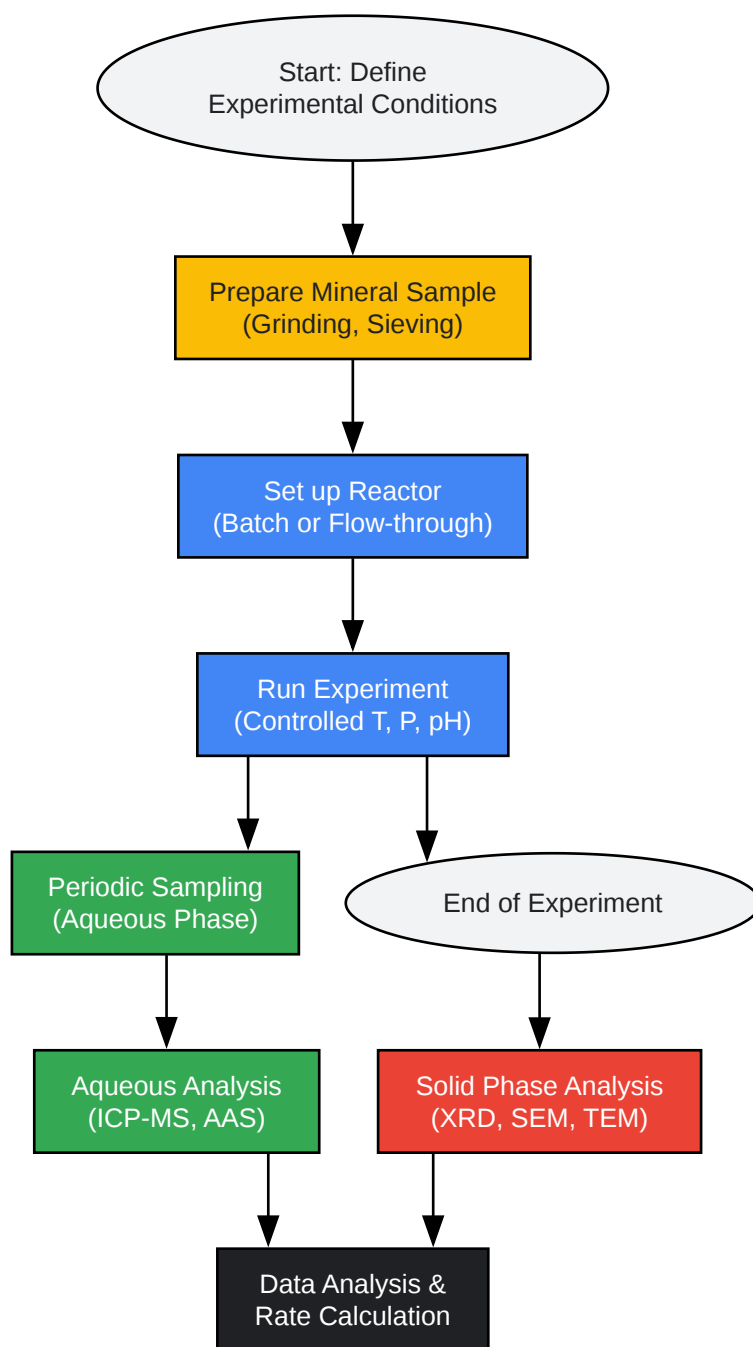 Start: Define
Experimental Conditions
Prepare Mineral Sample
(Grinding, Sieving)
Set up Reactor
(Batch or Flow-through)
Run Experiment
(Controlled T, P, pH)
Periodic Sampling
(Aqueous Phase)
End of Experiment
Aqueous Analysis
(ICP-MS, AAS)
Solid Phase Analysis
(XRD, SEM, TEM)
Data Analysis &
Rate Calculation